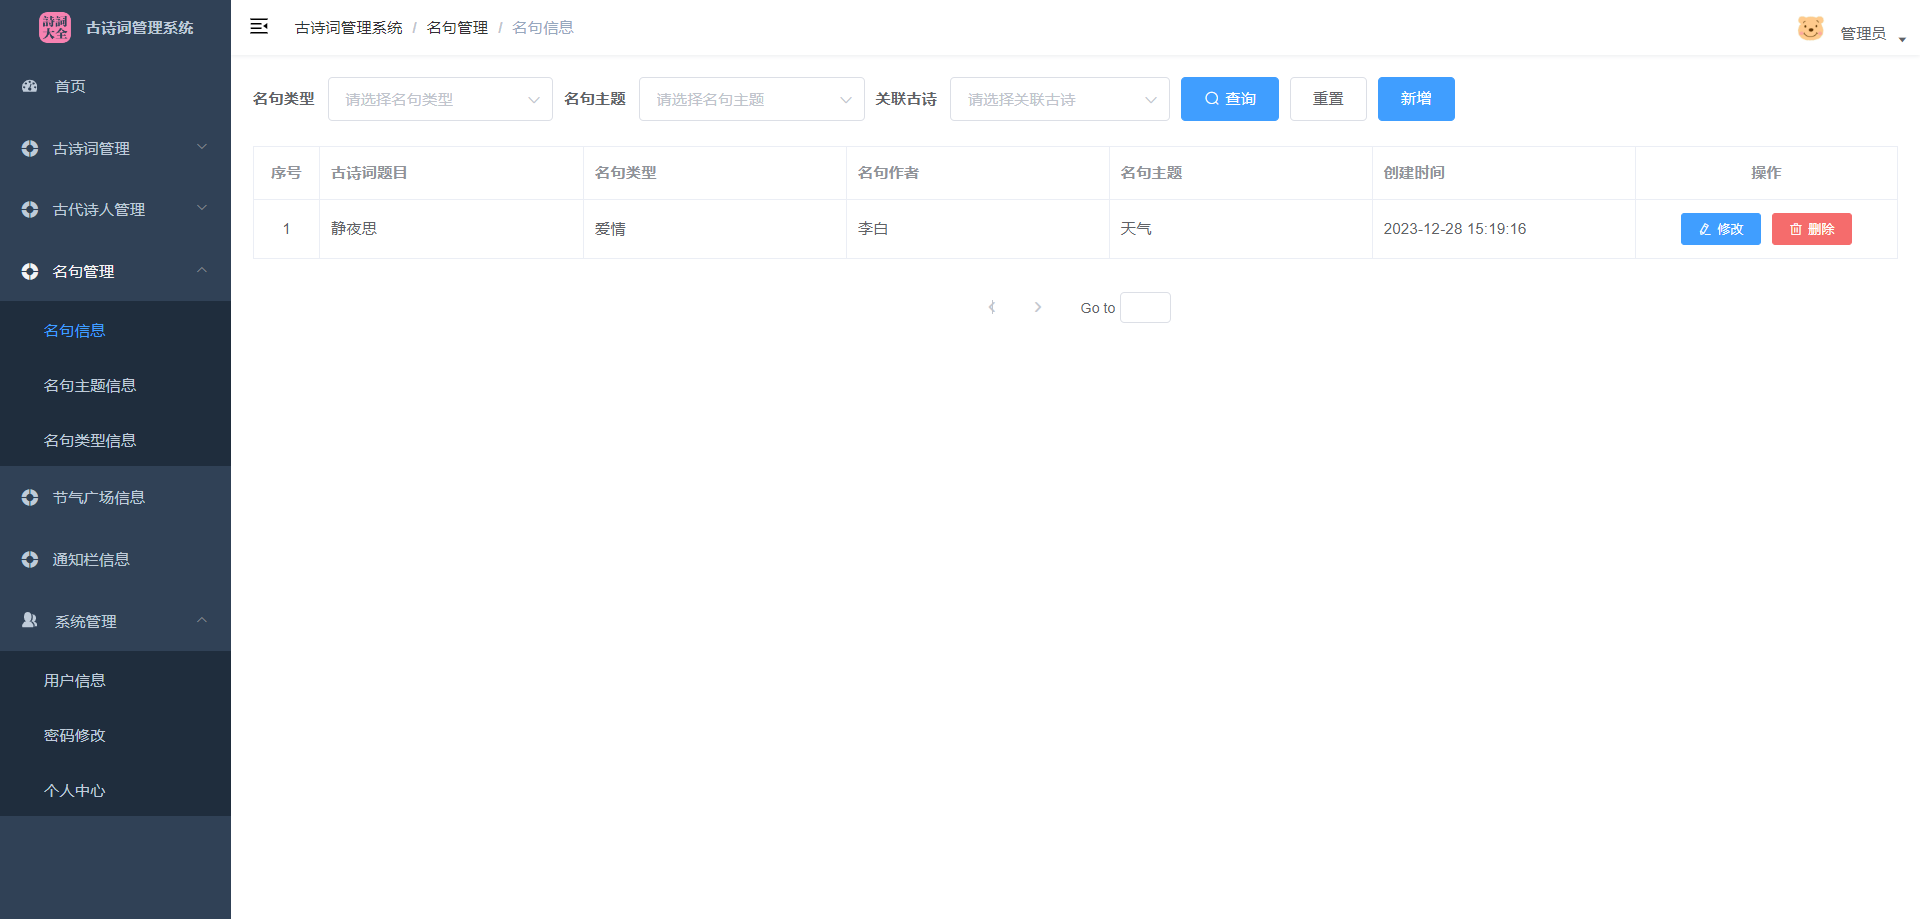 詩詞
大全
古诗词管理系统
首页
古诗词管理
古代诗人管理
名句管理
名句信息
名句主题信息
名句类型信息
节气广场信息
通知栏信息
系统管理
用户信息
密码修改
个人中心
古诗词管理系统 / 名句管理 / 名句信息
管理员
名句类型 请选择名句类型 名句主题 请选择名句主题 关联古诗 请选择关联古诗 查询 重置 新增
序号 古诗词题目 名句类型 名句作者 名句主题 创建时间 操作
1 静夜思 爱情 李白 天气 2023-12-28 15:19:16 修改 删除
Go to